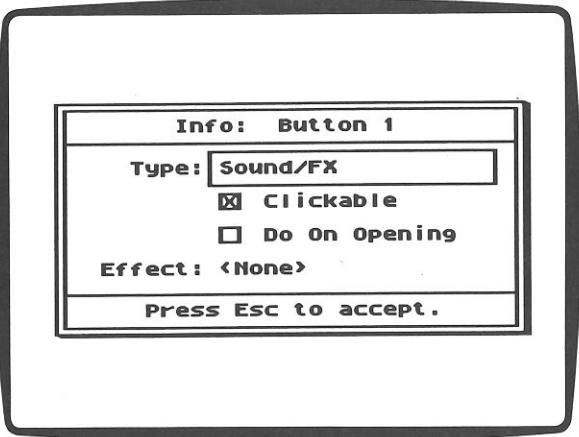 Info: Button 1
Type: Sound/FX
Clickable
Do On Opening
Effect: <None>
Press Esc to accept.